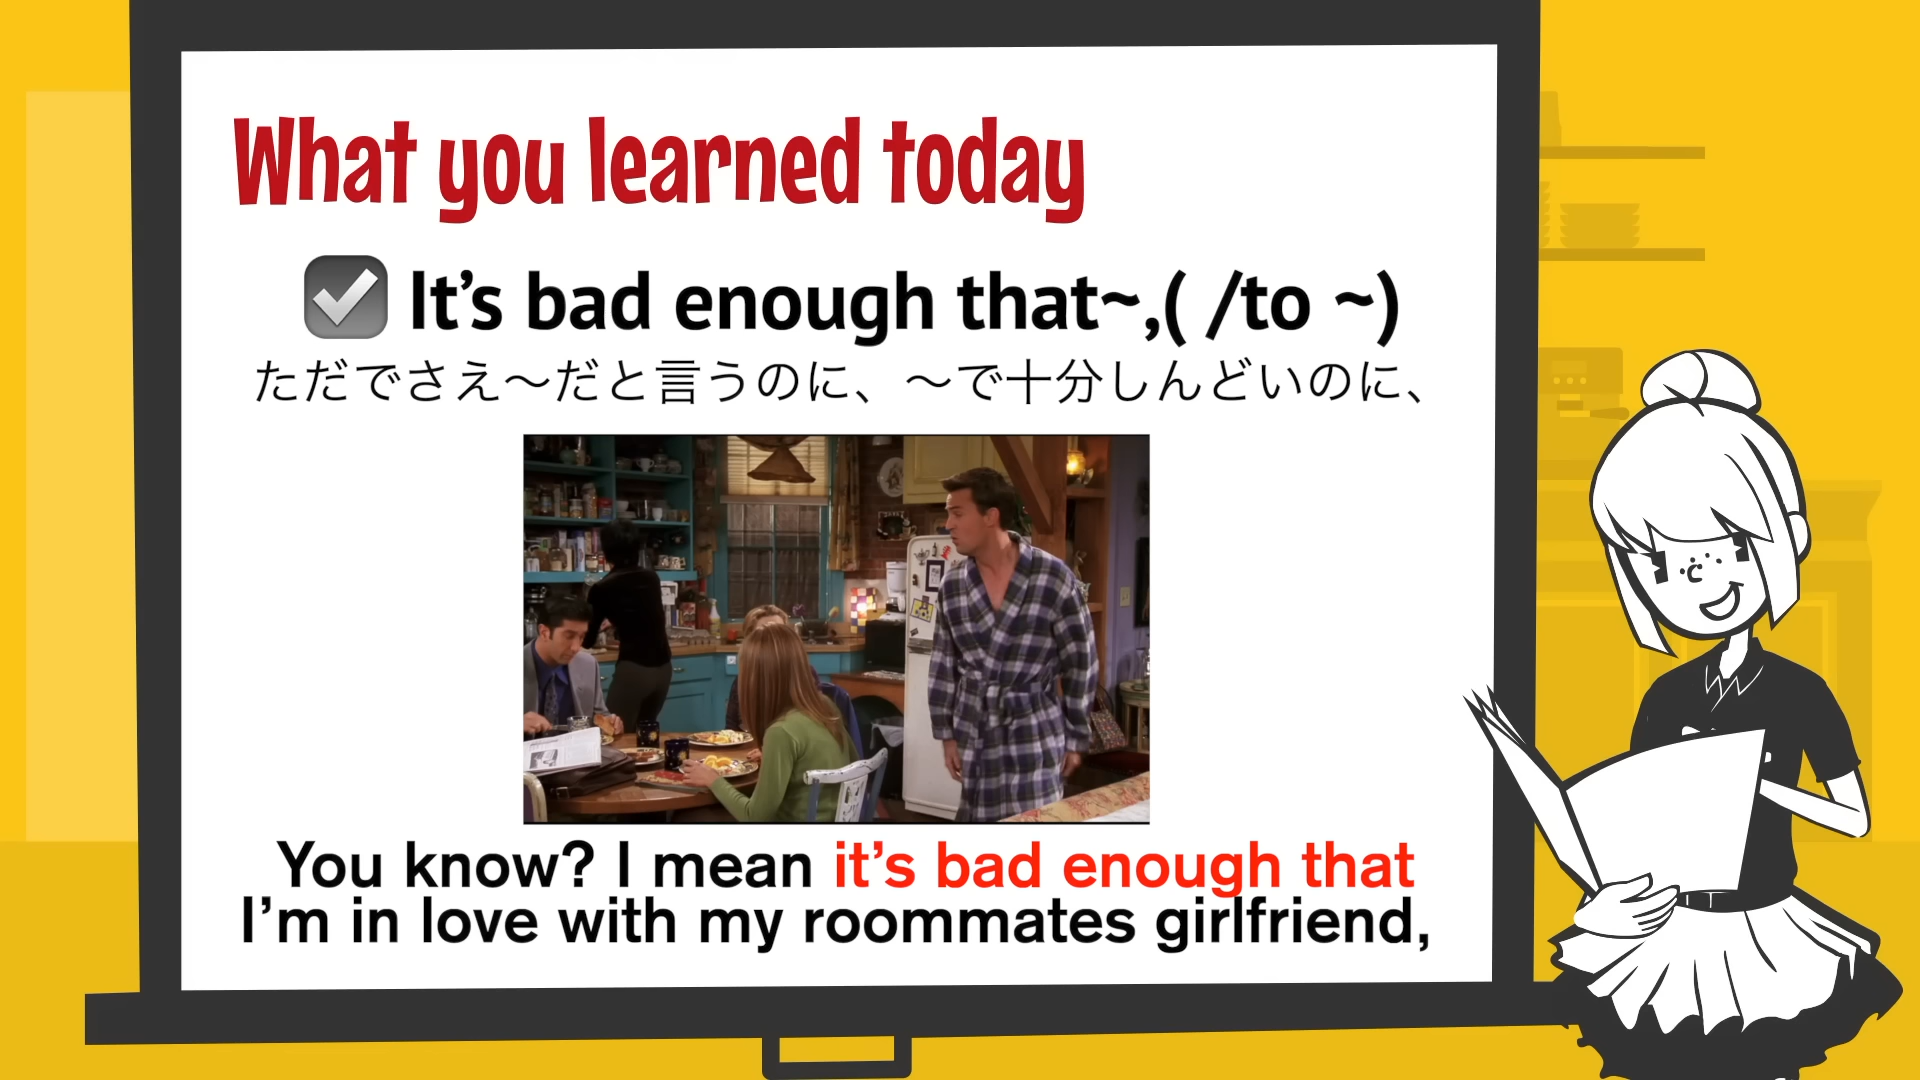 What you learned today
It’s bad enough that~,( /to ~)
ただでさえ〜だと言うのに、 〜で十分しんどいのに、
You know? I mean it’s bad enough that
I’m in love with my roommates girlfriend,